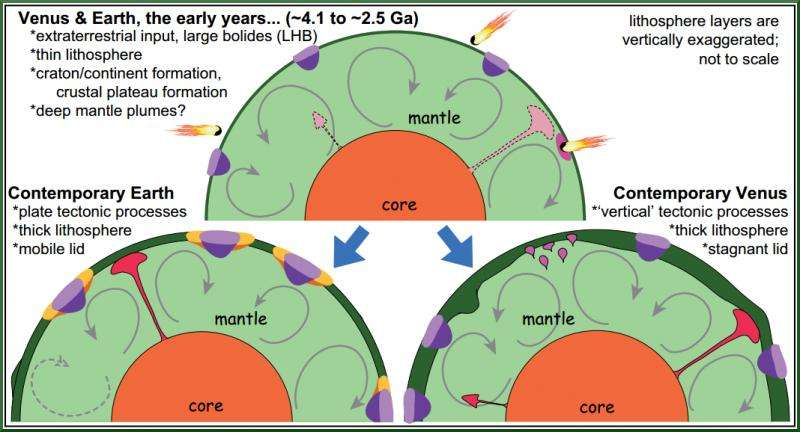 Venus & Earth, the early years... (~4.1 to ~2.5 Ga)
*extraterrestrial input, large bolides (LHB)
*thin lithosphere
*craton/continent formation,
crustal plateau formation
*deep mantle plumes?
lithosphere layers are
vertically exaggerated;
not to scale
mantle
core
Contemporary Earth
*plate tectonic processes
*thick lithosphere
*mobile lid
mantle
core
Contemporary Venus
*'vertical' tectonic processes
*thick lithosphere
*stagnant lid
mantle
core